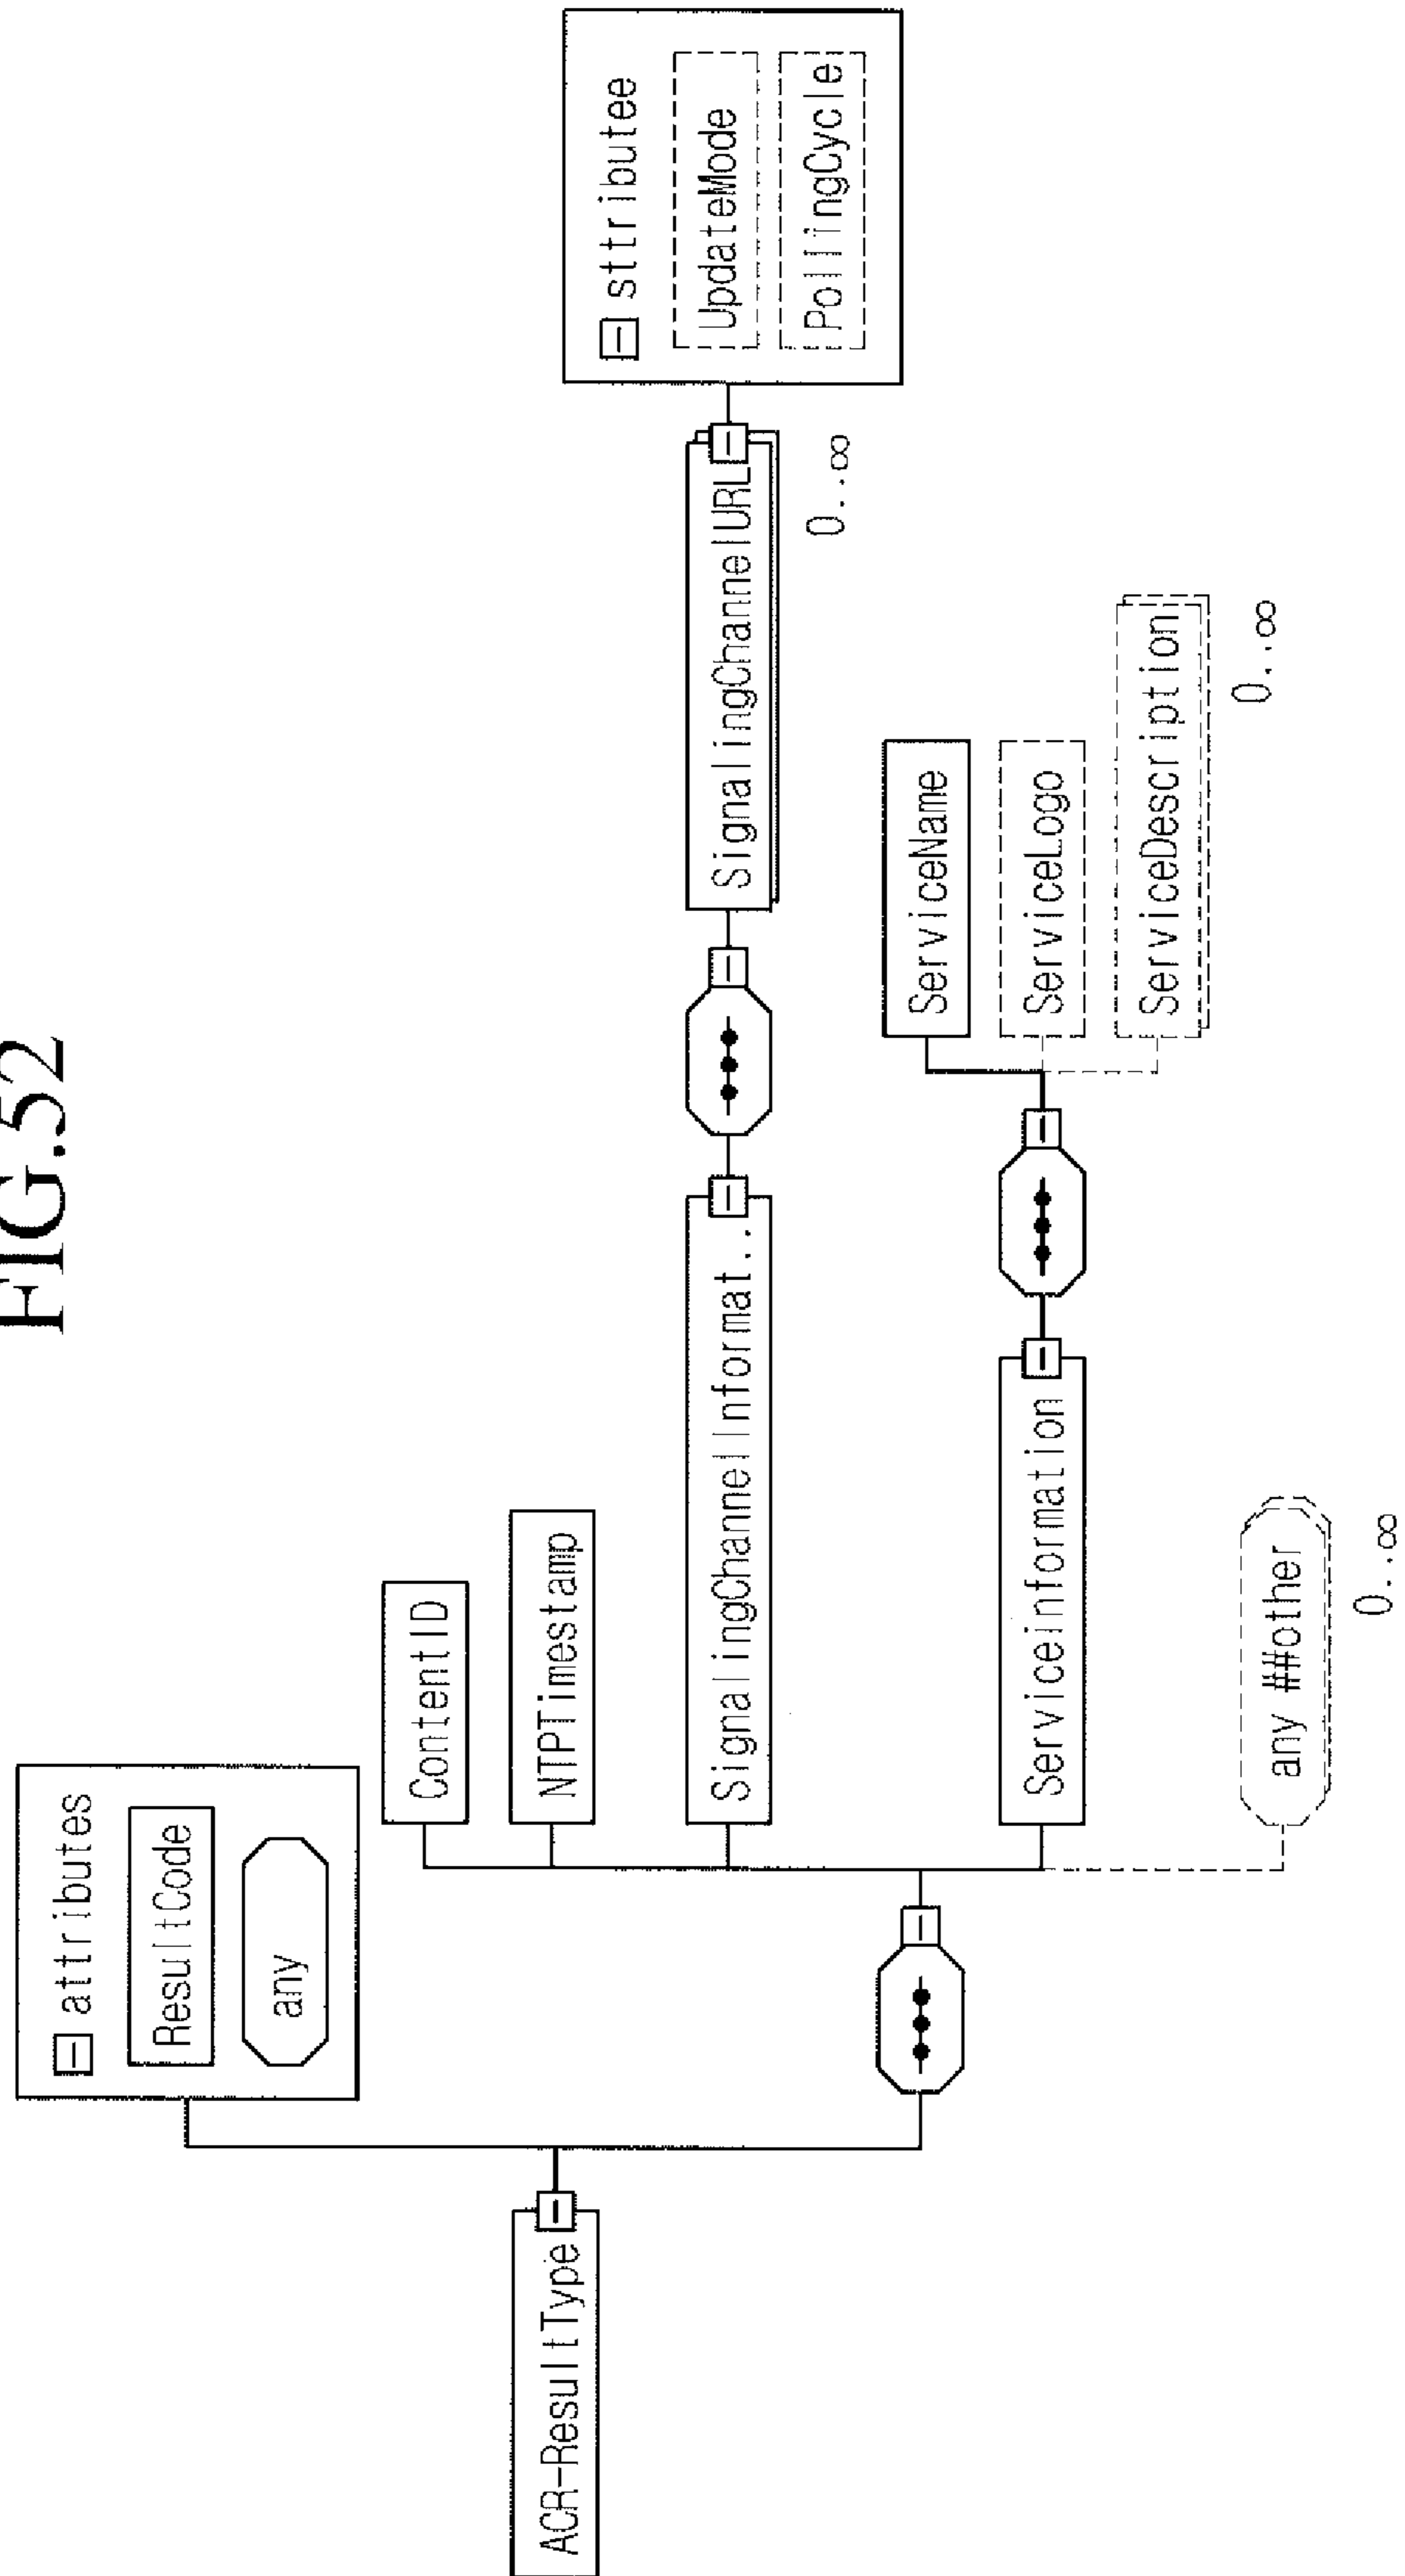 FIG.52
ACR-ResultType
attributes
ResultCode
any
ContentID
NTPTimestamp
SignalingChannelInformat..
SignalingChannelURL
0..∞
sttributee
UpdateMode
PollingCycle
Serviceinformation
ServiceName
ServiceLogo
ServiceDescription
0..∞
any ##other
0..∞